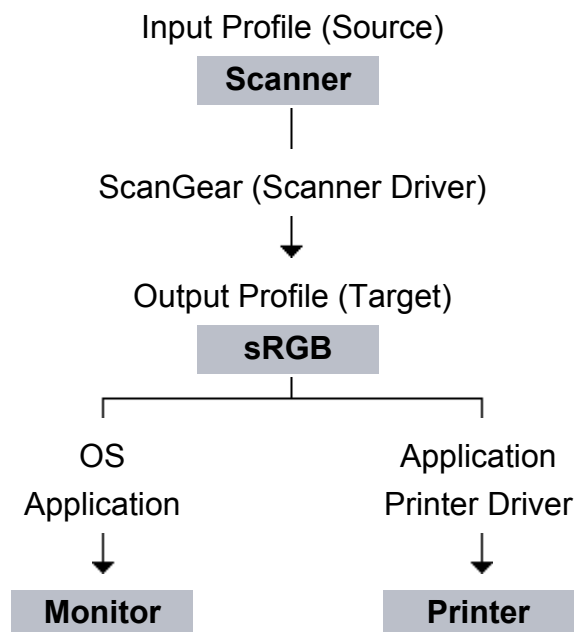 Input Profile (Source)
Scanner
ScanGear (Scanner Driver)
Output Profile (Target)
sRGB
OS
Application
Monitor
Application
Printer Driver
Printer